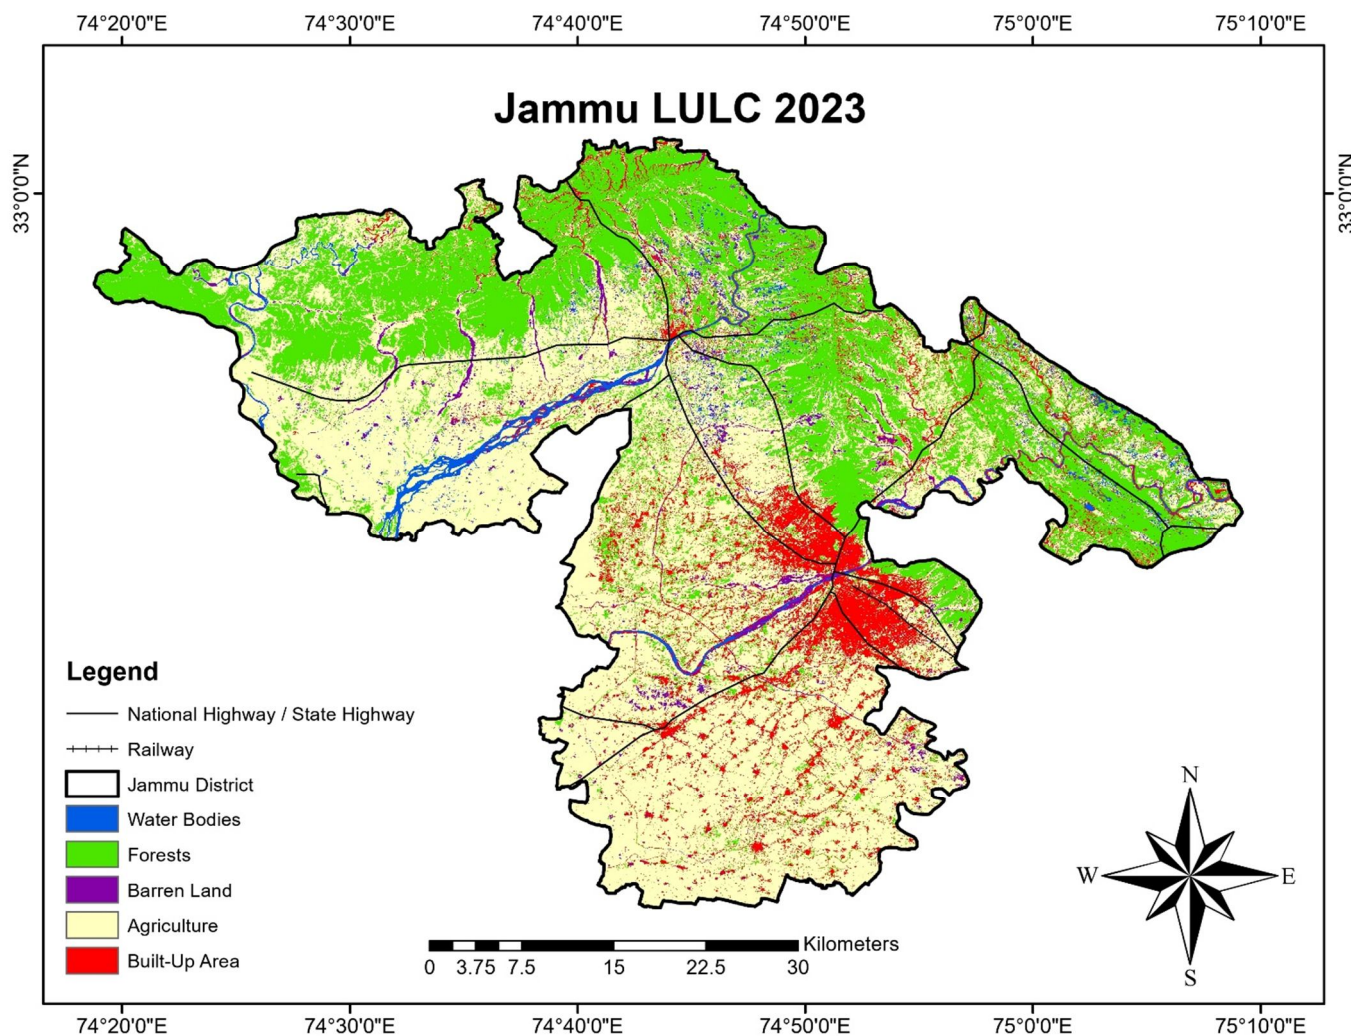 74°20'0"E 74°30'0"E 74°40'0"E 74°50'0"E 75°0'0"E 75°10'0"E
Jammu LULC 2023
33°0'0"N 33°0'0"N
Legend
National Highway / State Highway
Railway
Jammu District
Water Bodies
Forests
Barren Land
Agriculture
Built-Up Area
Kilometers
0 3.75 7.5 15 22.5 30
N
W E
S
74°20'0"E 74°30'0"E 74°40'0"E 74°50'0"E 75°0'0"E 75°10'0"E